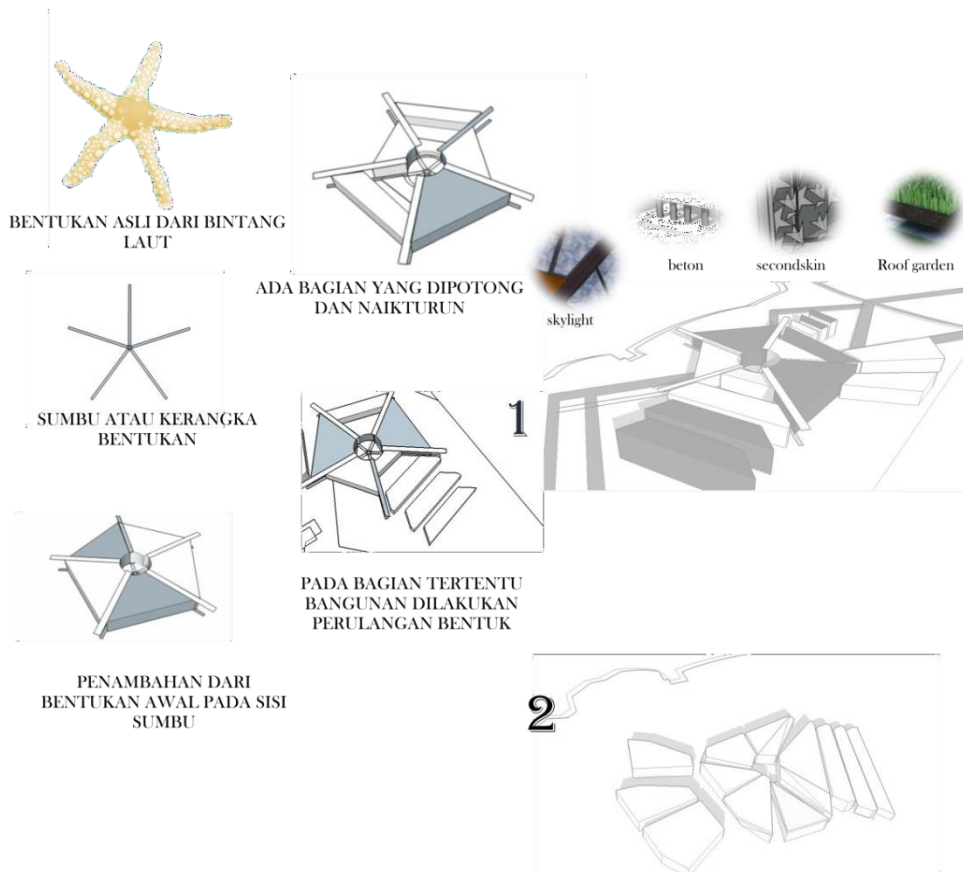 BENTUKAN ASLI DARI BINTANG
LAUT
SUMBU ATAU KERANGKA
BENTUKAN
PENAMBAHAN DARI
BENTUKAN AWAL PADA SISI
SUMBU
ADA BAGIAN YANG DIPOTONG
DAN NAIKTURUN
1
PADA BAGIAN TERTENTU
BANGUNAN DILAKUKAN
PERULANGAN BENTUK
skylight
beton
secondskin
Roof garden
2